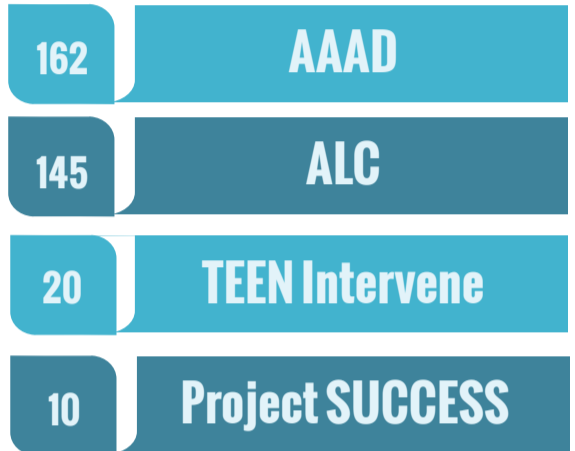 162 AAAD
145 ALC
20 TEEN Intervene
10 Project SUCCESS